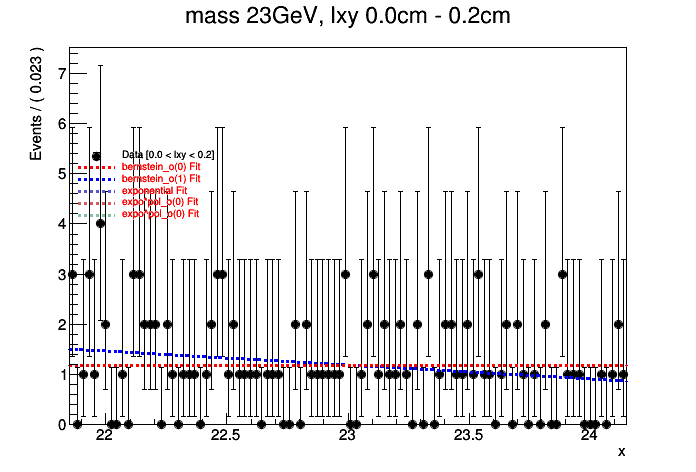 mass 23GeV, lxy 0.0cm - 0.2cm
Events / ( 0.023 )
7
6
5
4
3
2
1
0
Data [0.0 < lxy < 0.2]
bernstein_o(0) Fit
bernstein_o(1) Fit
exponential Fit
expo*pol_o(0) Fit
expo*pol_o(0) Fit
22 22.5 23 23.5 24
x